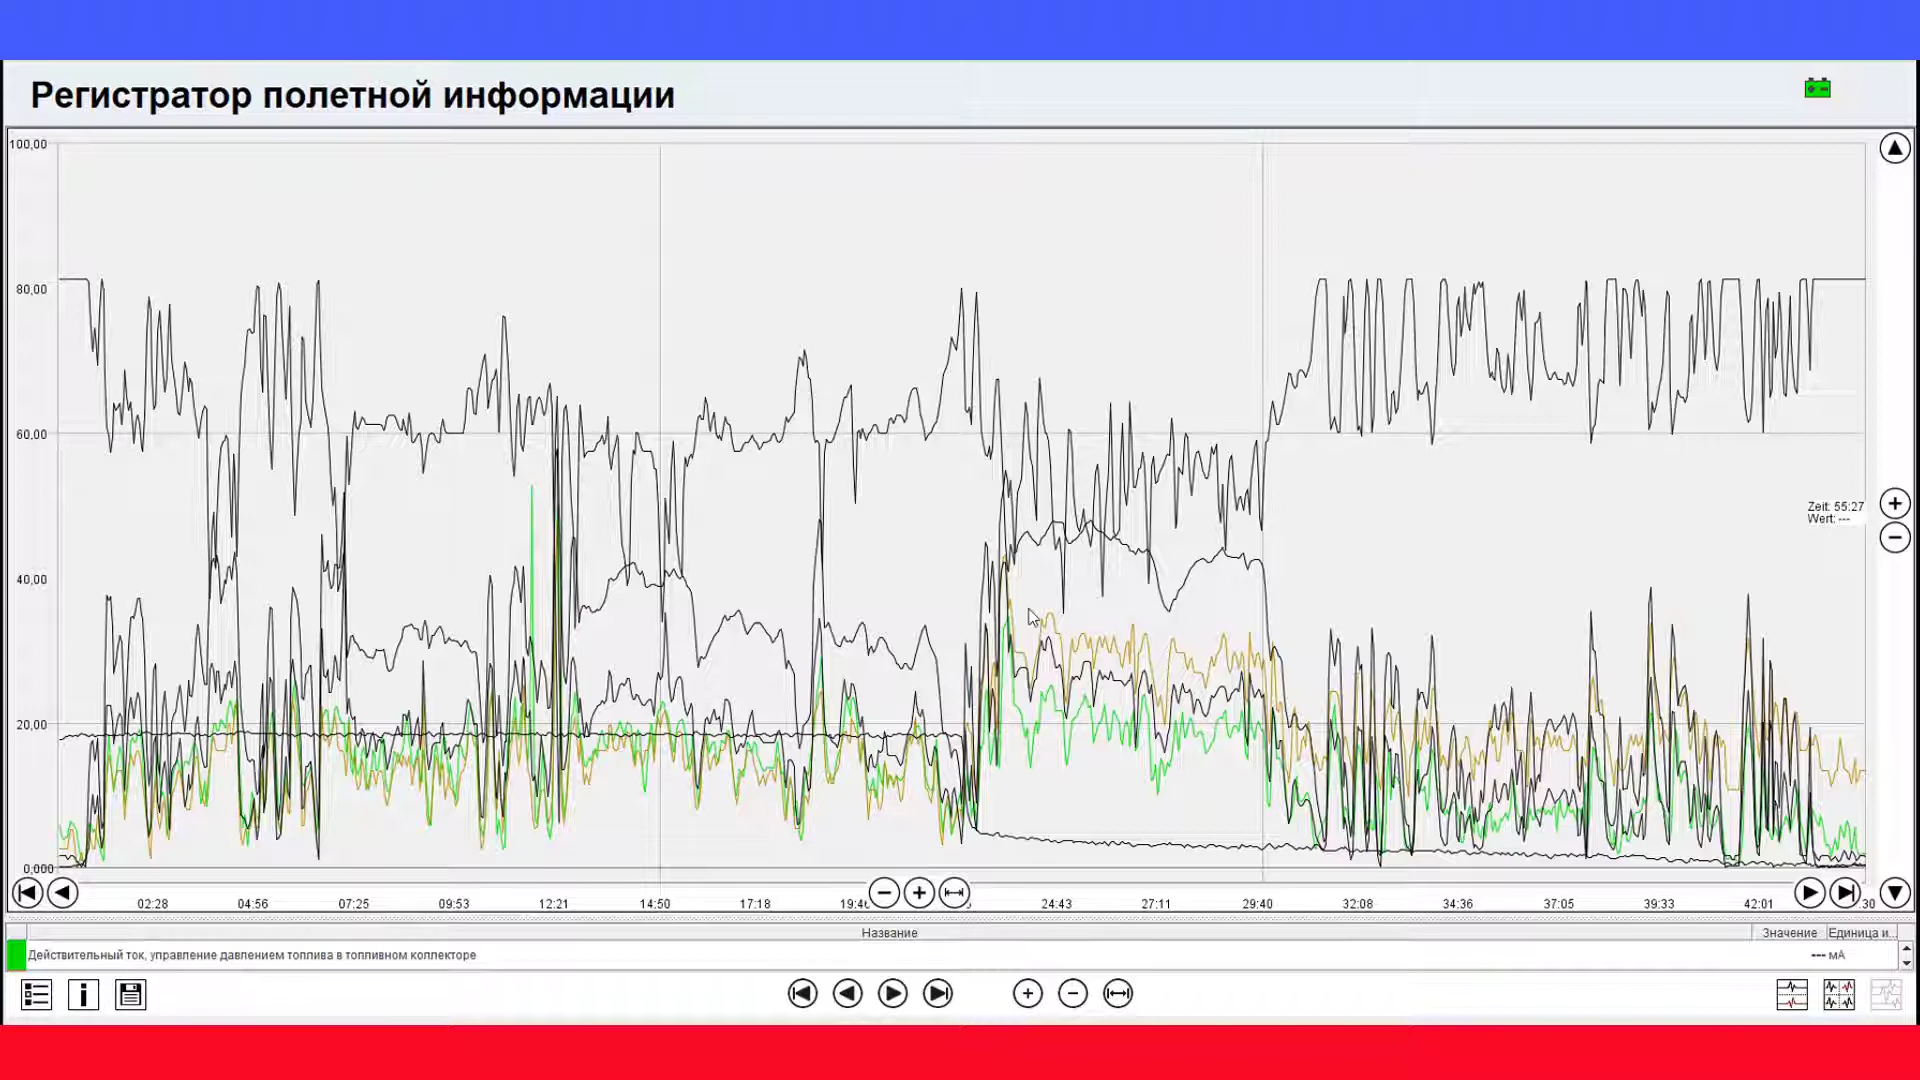 Регистратор полетной информации
100,00
80,00
60,00
40,00
20,00
0,000
Zeit: 55:27
Wert: ---
02:28 04:56 07:25 09:53 12:21 14:50 17:18 24:43 27:11 29:40 32:08 34:36 37:05 39:33 42:01
Название Значение Единица и...
Действительный ток, управление давлением топлива в топливном коллекторе --- мА